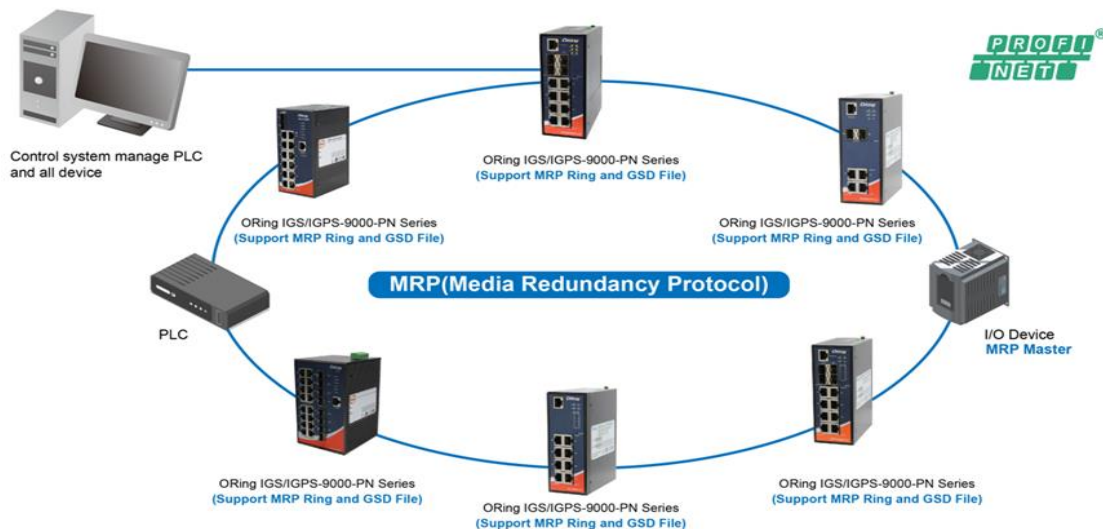 PROFI
NET®
Control system manage PLC
and all device
ORing IGS/IGPS-9000-PN Series
(Support MRP Ring and GSD File)
ORing IGS/IGPS-9000-PN Series
(Support MRP Ring and GSD File)
ORing IGS/IGPS-9000-PN Series
(Support MRP Ring and GSD File)
MRP(Media Redundancy Protocol)
PLC
I/O Device
MRP Master
ORing IGS/IGPS-9000-PN Series
(Support MRP Ring and GSD File)
ORing IGS/IGPS-9000-PN Series
(Support MRP Ring and GSD File)
ORing IGS/IGPS-9000-PN Series
(Support MRP Ring and GSD File)